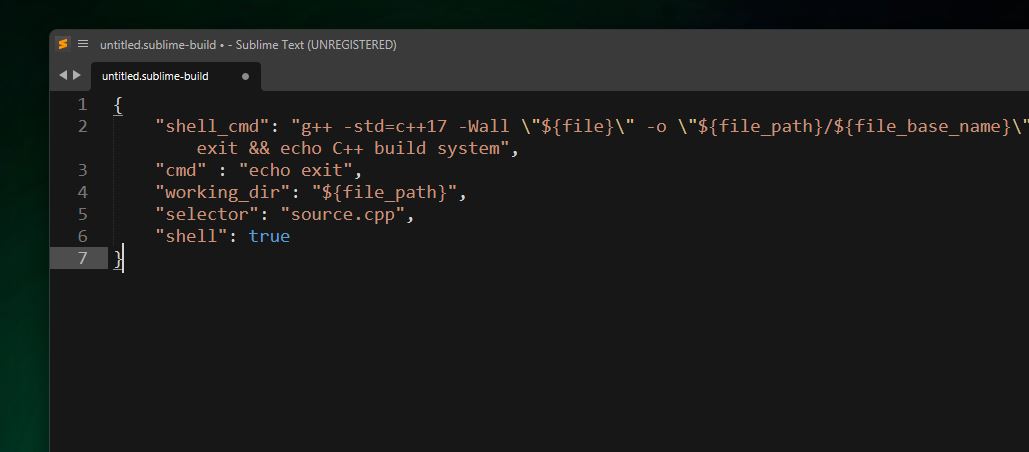 untitled.sublime-build • - Sublime Text (UNREGISTERED)
untitled.sublime-build
1 {
2 "shell_cmd": "g++ -std=c++17 -Wall \"${file}\" -o \"${file_path}/${file_base_name}\"
exit && echo C++ build system",
3 "cmd" : "echo exit",
4 "working_dir": "${file_path}",
5 "selector": "source.cpp",
6 "shell": true
7 }